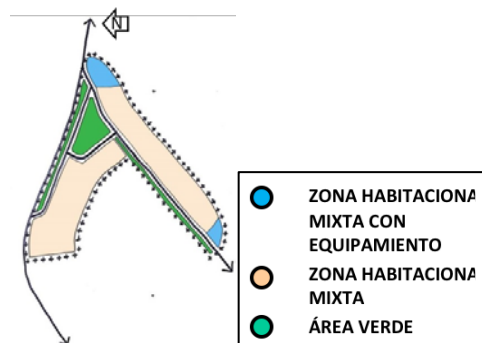 N
ZONA HABITACIONA
MIXTA CON
EQUIPAMIENTO
ZONA HABITACIONA
MIXTA
ÁREA VERDE